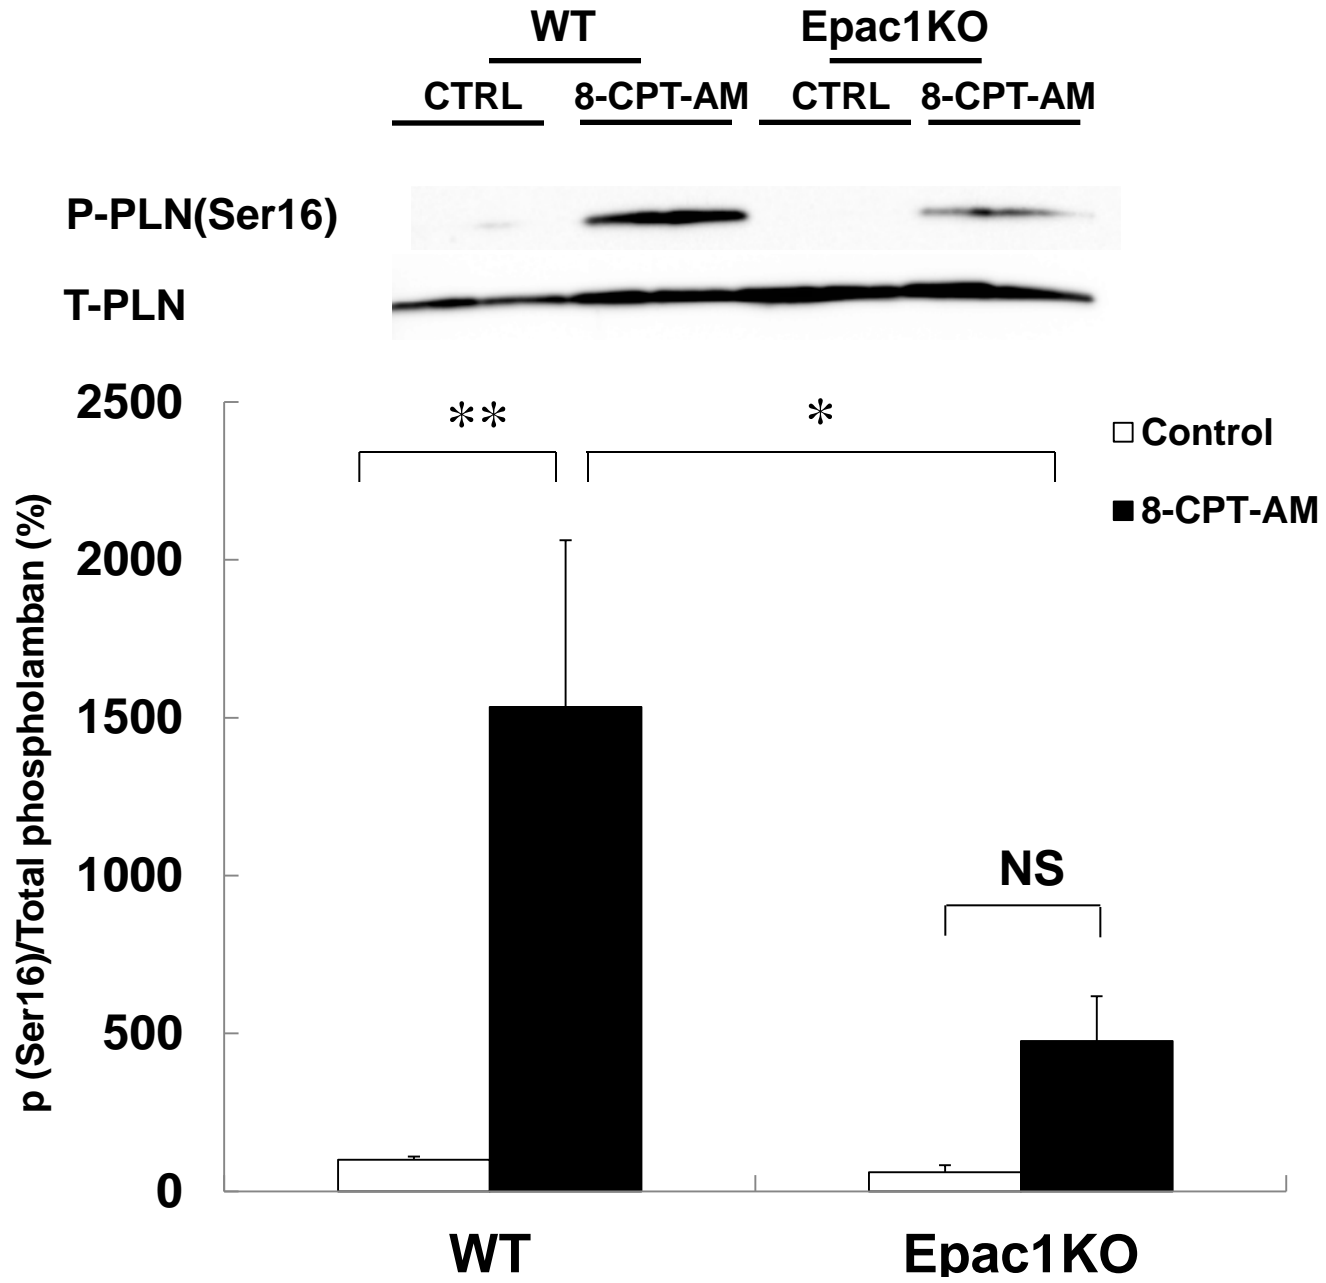 WT Epac1KO
CTRL 8-CPT-AM CTRL 8-CPT-AM
P-PLN(Ser16)
T-PLN
p (Ser16)/Total phospholamban (%)
2500
2000
1500
1000
500
0
** *
NS
Control
8-CPT-AM
WT Epac1KO